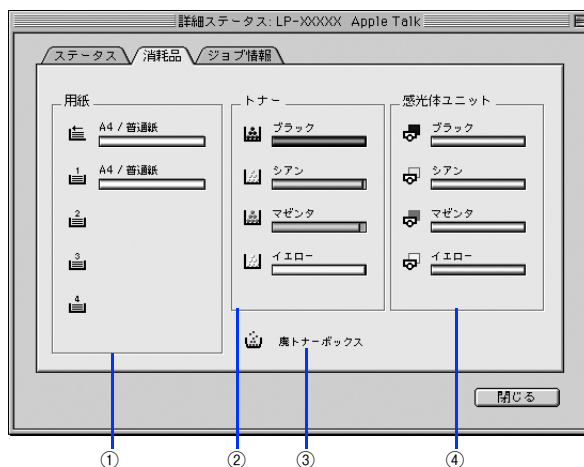 詳細ステータス: LP-XXXXX Apple Talk
ステータス 消耗品 ジョブ情報
用紙
A4 / 普通紙
1 A4 / 普通紙
2
3
4
トナー
ブラック
シアン
マゼンタ
イエロー
廃トナーボックス
感光体ユニット
ブラック
シアン
マゼンタ
イエロー
閉じる
① ② ③ ④